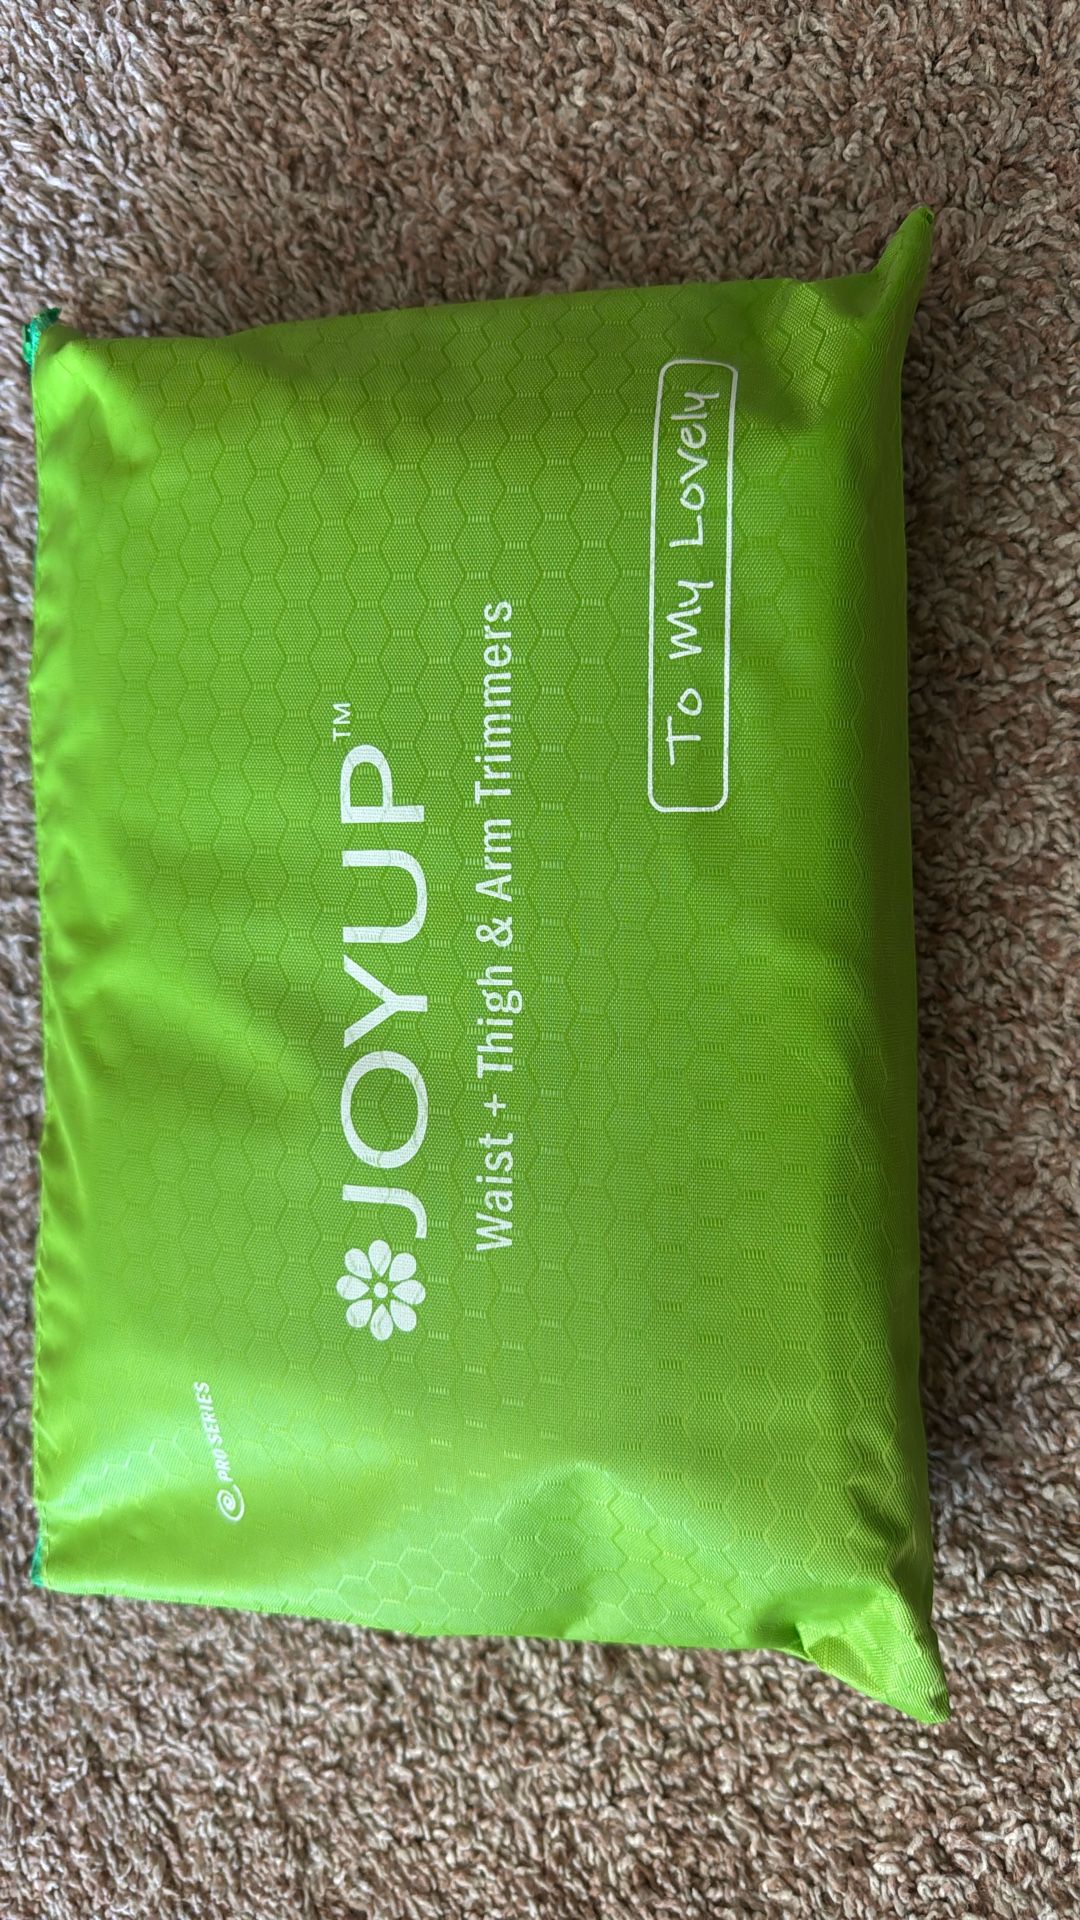 @ PRO SERIES
JOYUP™
Waist + Thigh & Arm Trimmers
To My Lovely